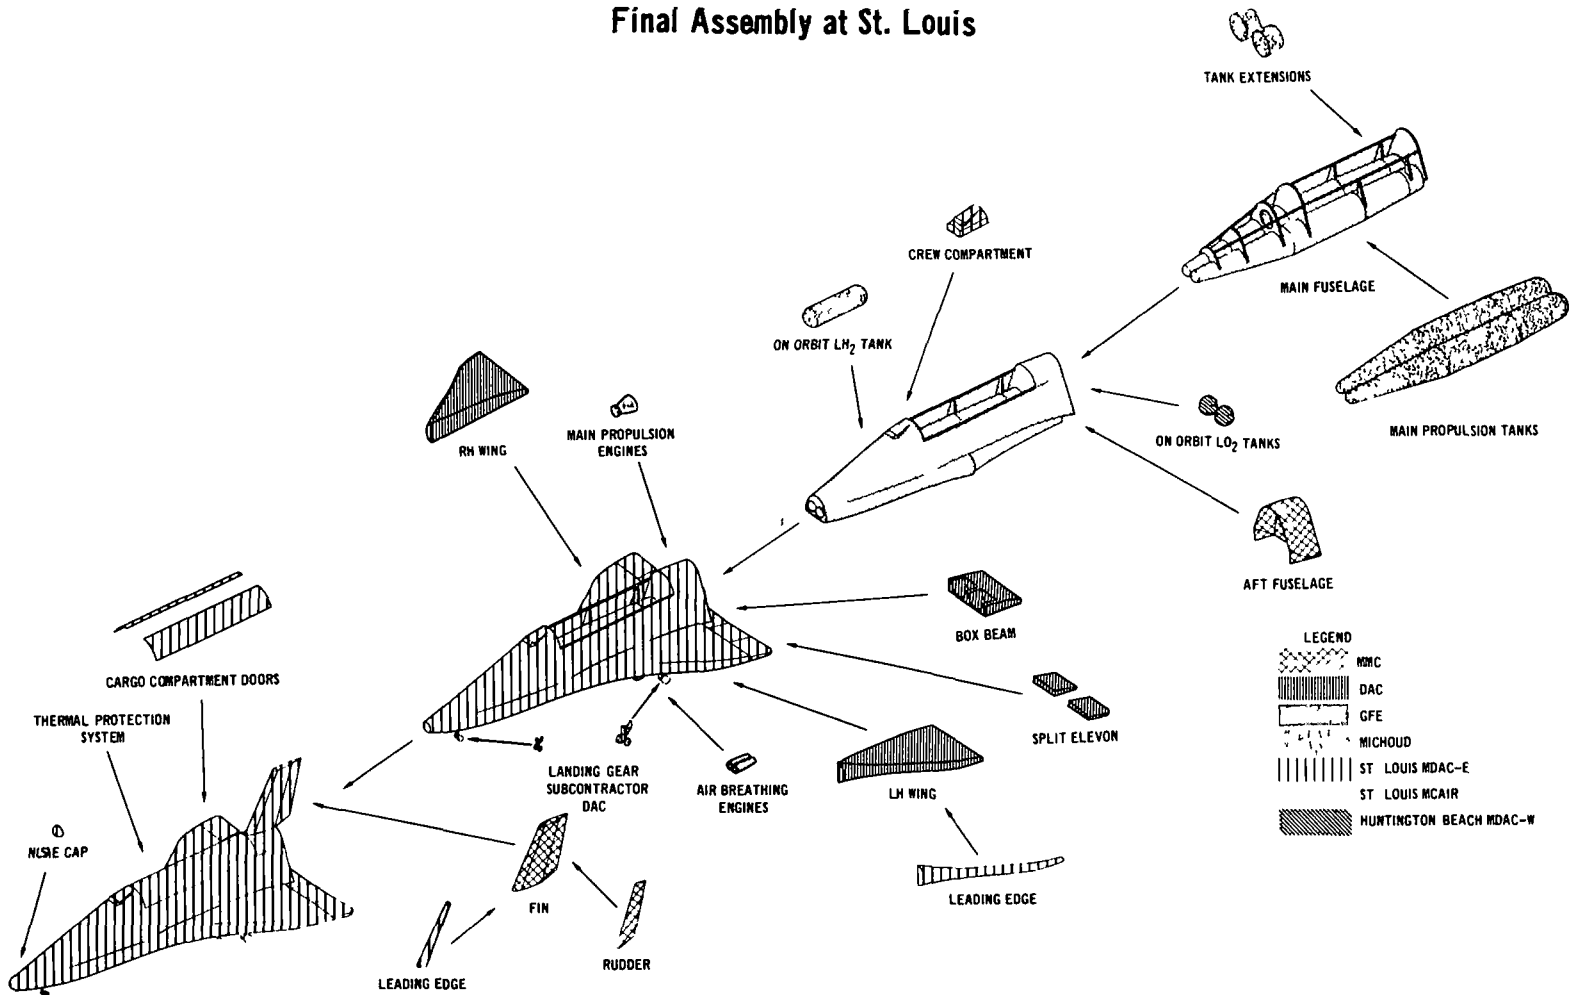 Final Assembly at St. Louis
TANK EXTENSIONS
CREW COMPARTMENT
MAIN FUSELAGE
ON ORBIT LH2 TANK
MAIN PROPULSION TANKS
ON ORBIT LO2 TANKS
RH WING
MAIN PROPULSION
ENGINES
AFT FUSELAGE
BOX BEAM
CARGO COMPARTMENT DOORS
THERMAL PROTECTION
SYSTEM
SPLIT ELEVON
LANDING GEAR
SUBCONTRACTOR
DAC
AIR BREATHING
ENGINES
LH WING
CAP
FIN
LEADING EDGE
RUDDER
LEADING EDGE
LEGEND
MMC
DAC
GFE
MICHOUD
ST LOUIS MDAC-E
ST LOUIS MCAIR
HUNTINGTON BEACH MDAC-W